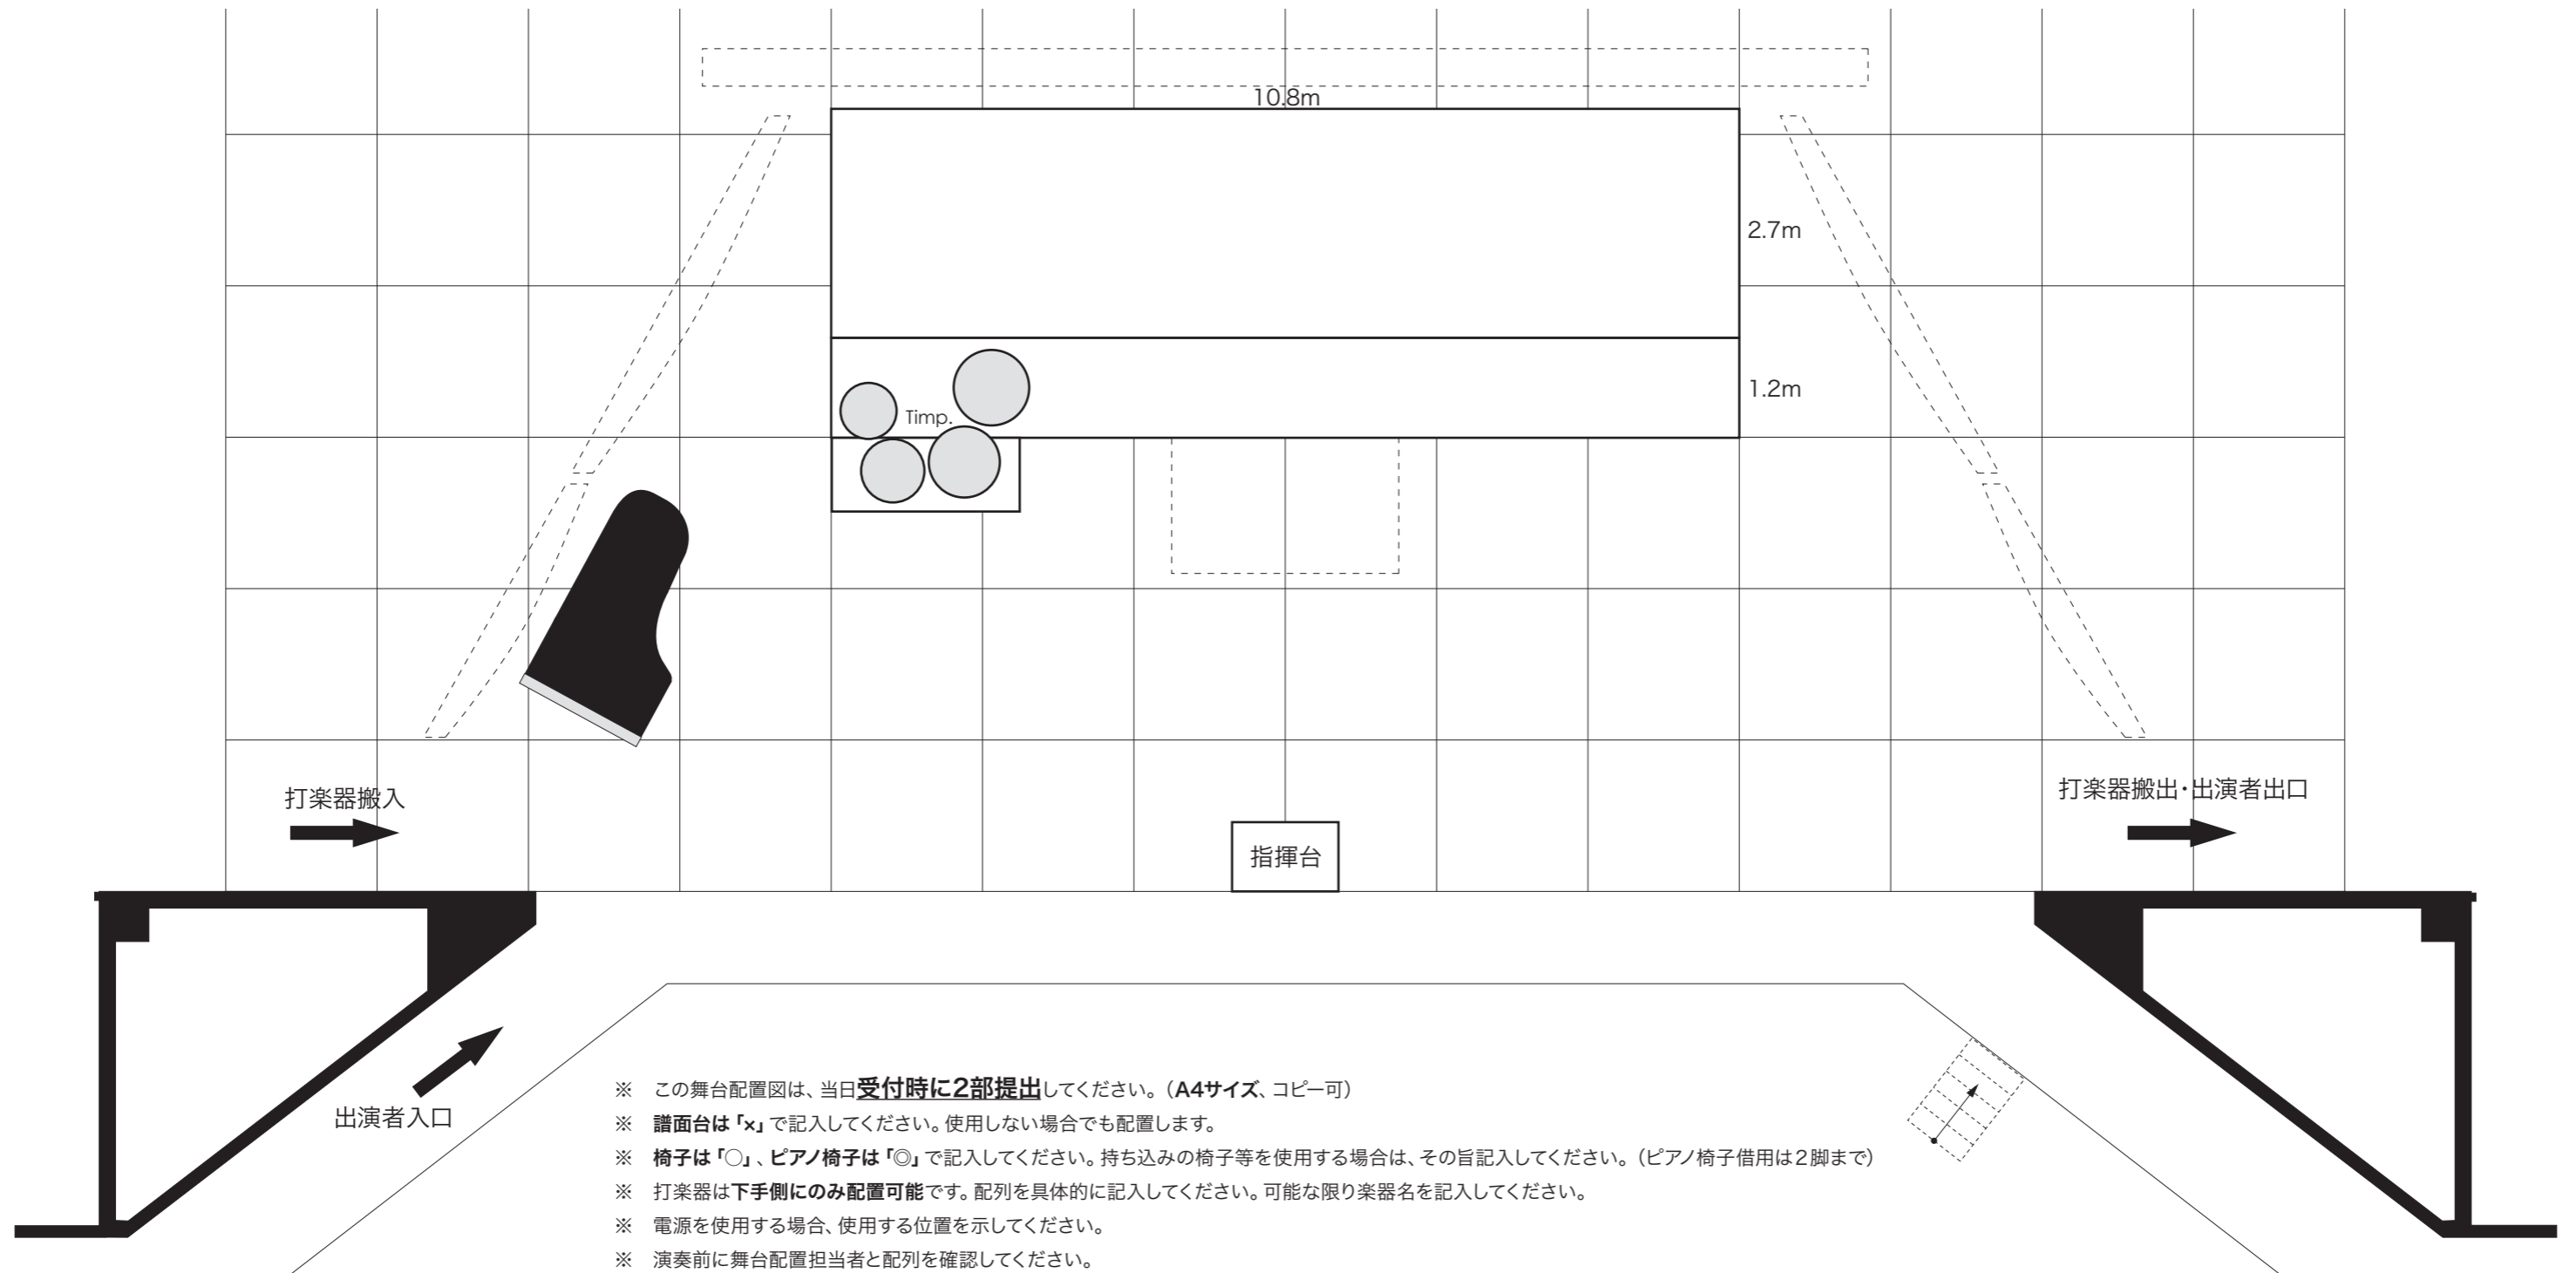 10.8m
2.7m
1.2m
Timp.
打楽器搬入
打楽器搬出・出演者出口
指揮台
出演者入口
※ この舞台配置図は、当日受付時に2部提出してください。（A4サイズ、コピー可）
※ 譜面台は「×」で記入してください。使用しない場合でも配置します。
※ 椅子は「○」、ピアノ椅子は「◎」で記入してください。持ち込みの椅子等を使用する場合は、その旨記入してください。（ピアノ椅子借用は２脚まで）
※ 打楽器は下手側にのみ配置可能です。配列を具体的に記入してください。可能な限り楽器名を記入してください。
※ 電源を使用する場合、使用する位置を示してください。
※ 演奏前に舞台配置担当者と配列を確認してください。